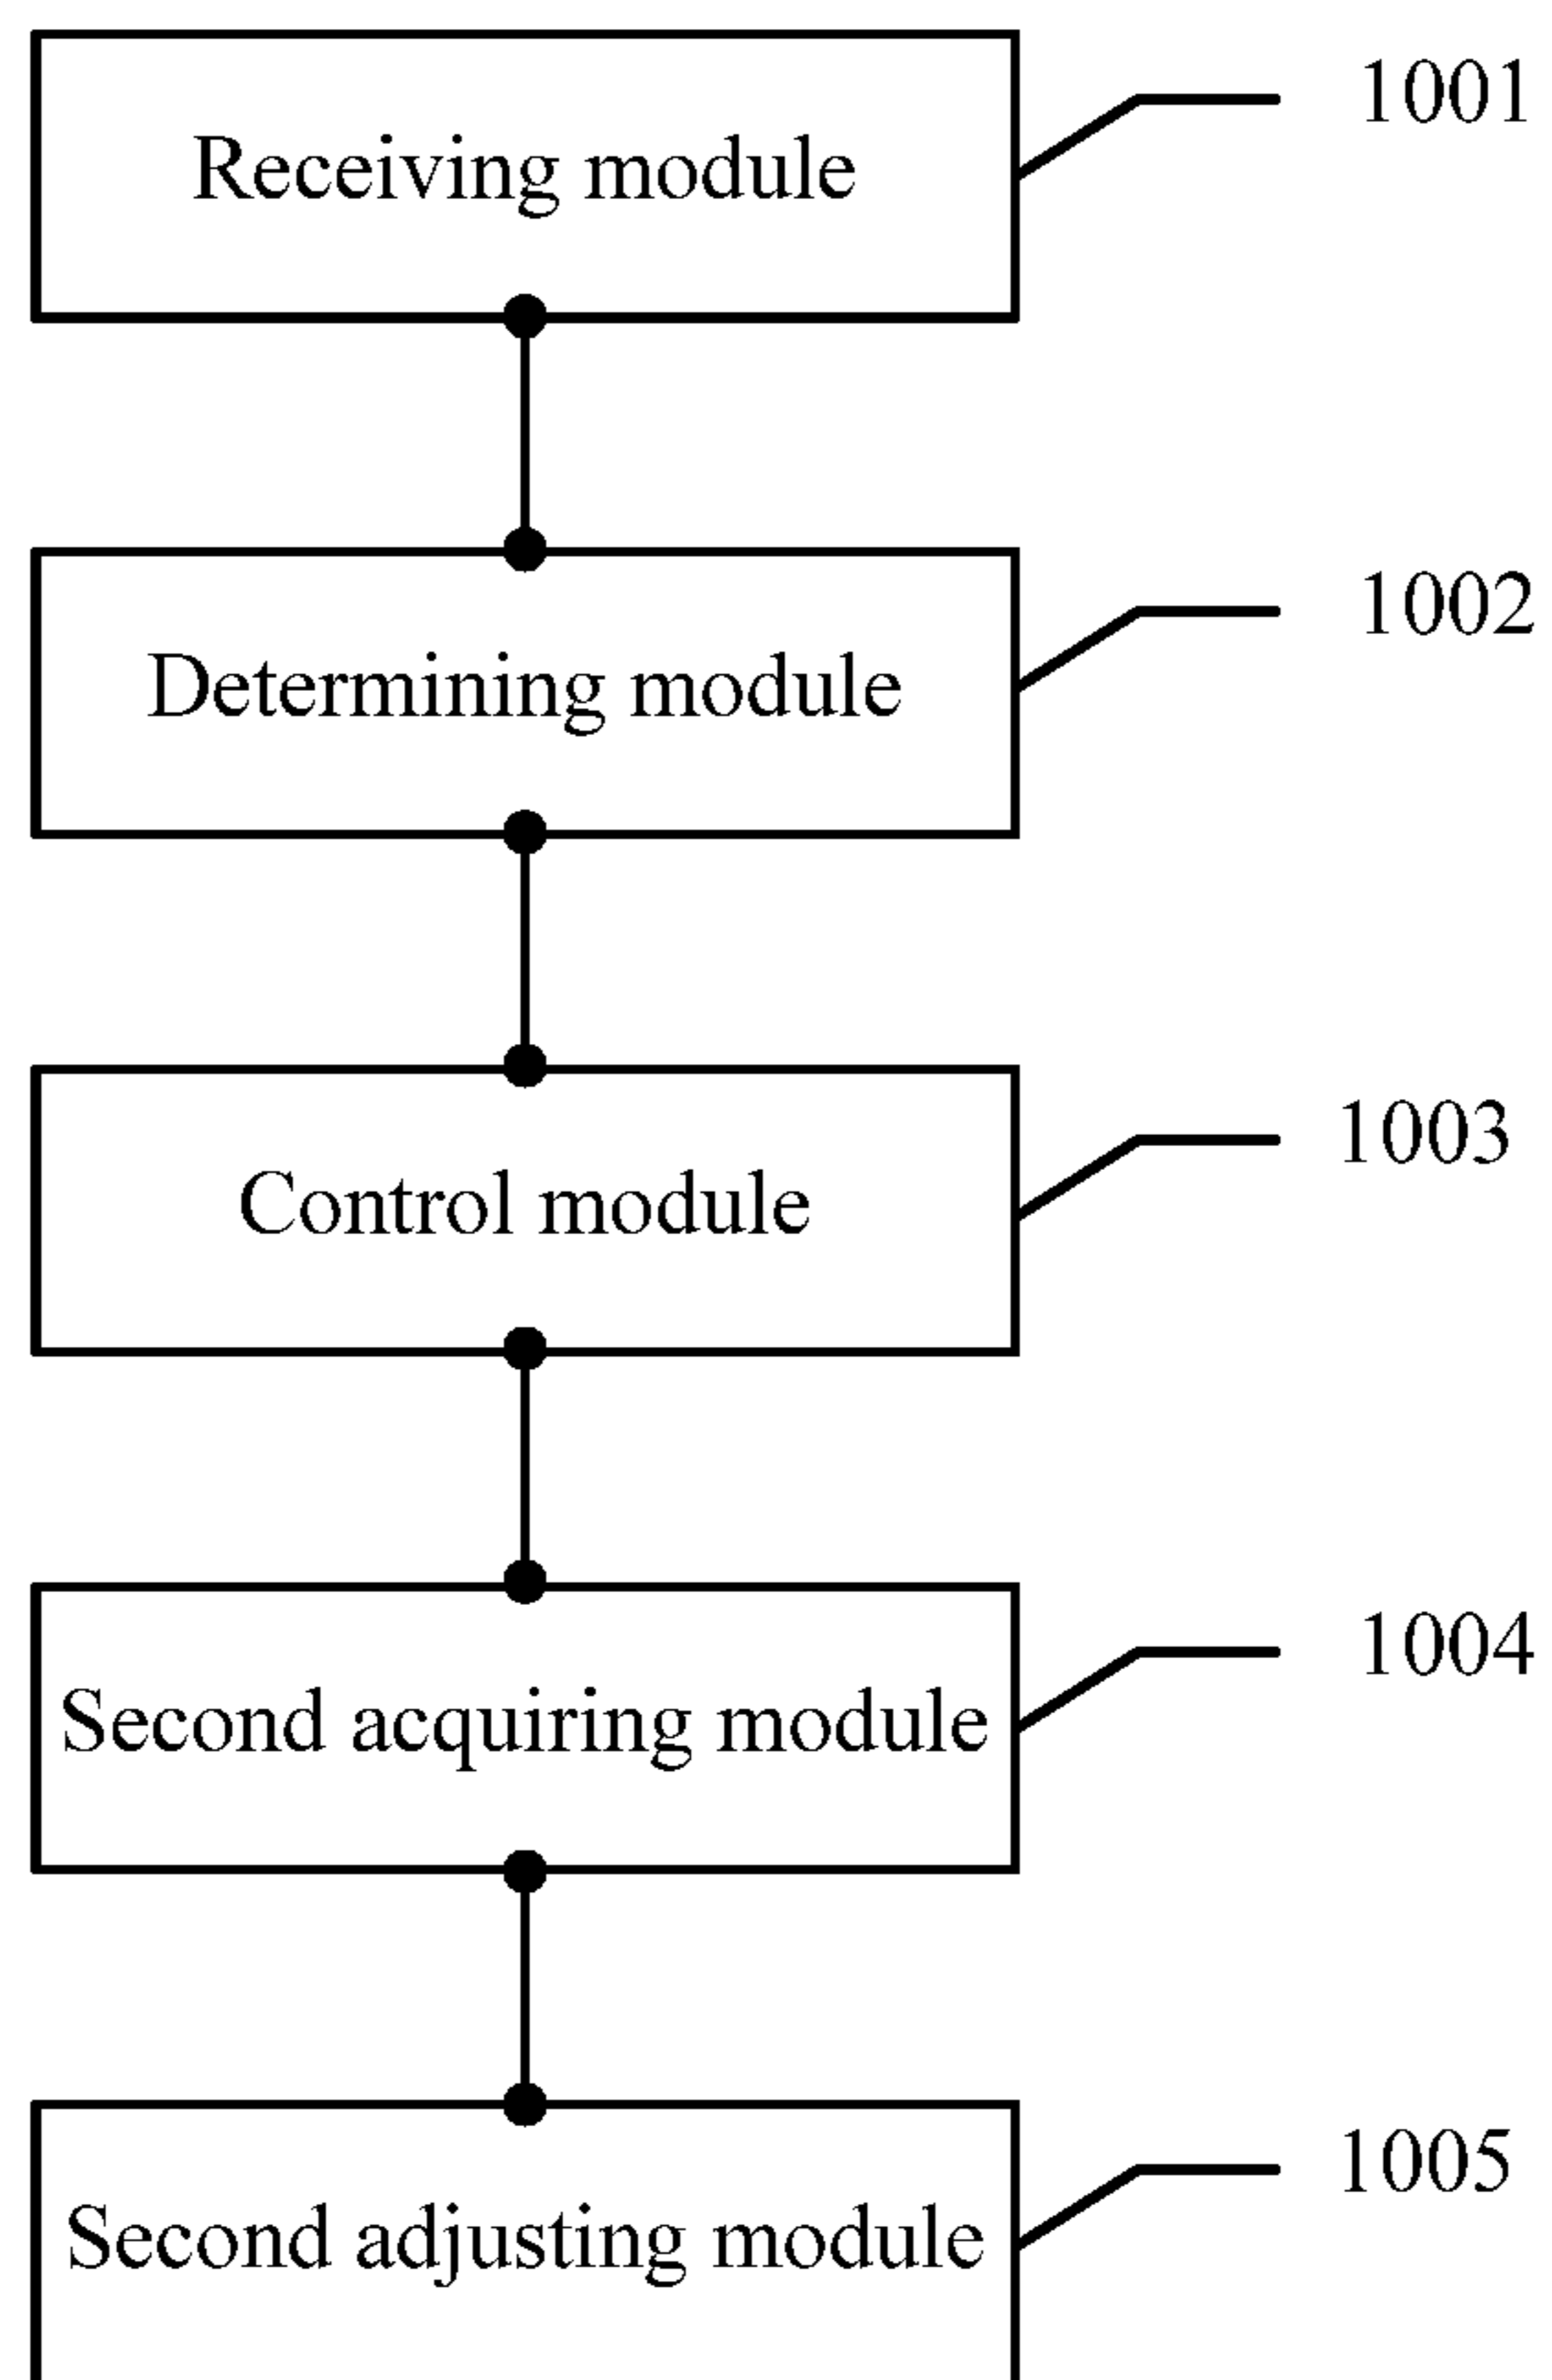 Receiving module
1001
Determining module
1002
Control module
1003
Second acquiring module
1004
Second adjusting module
1005